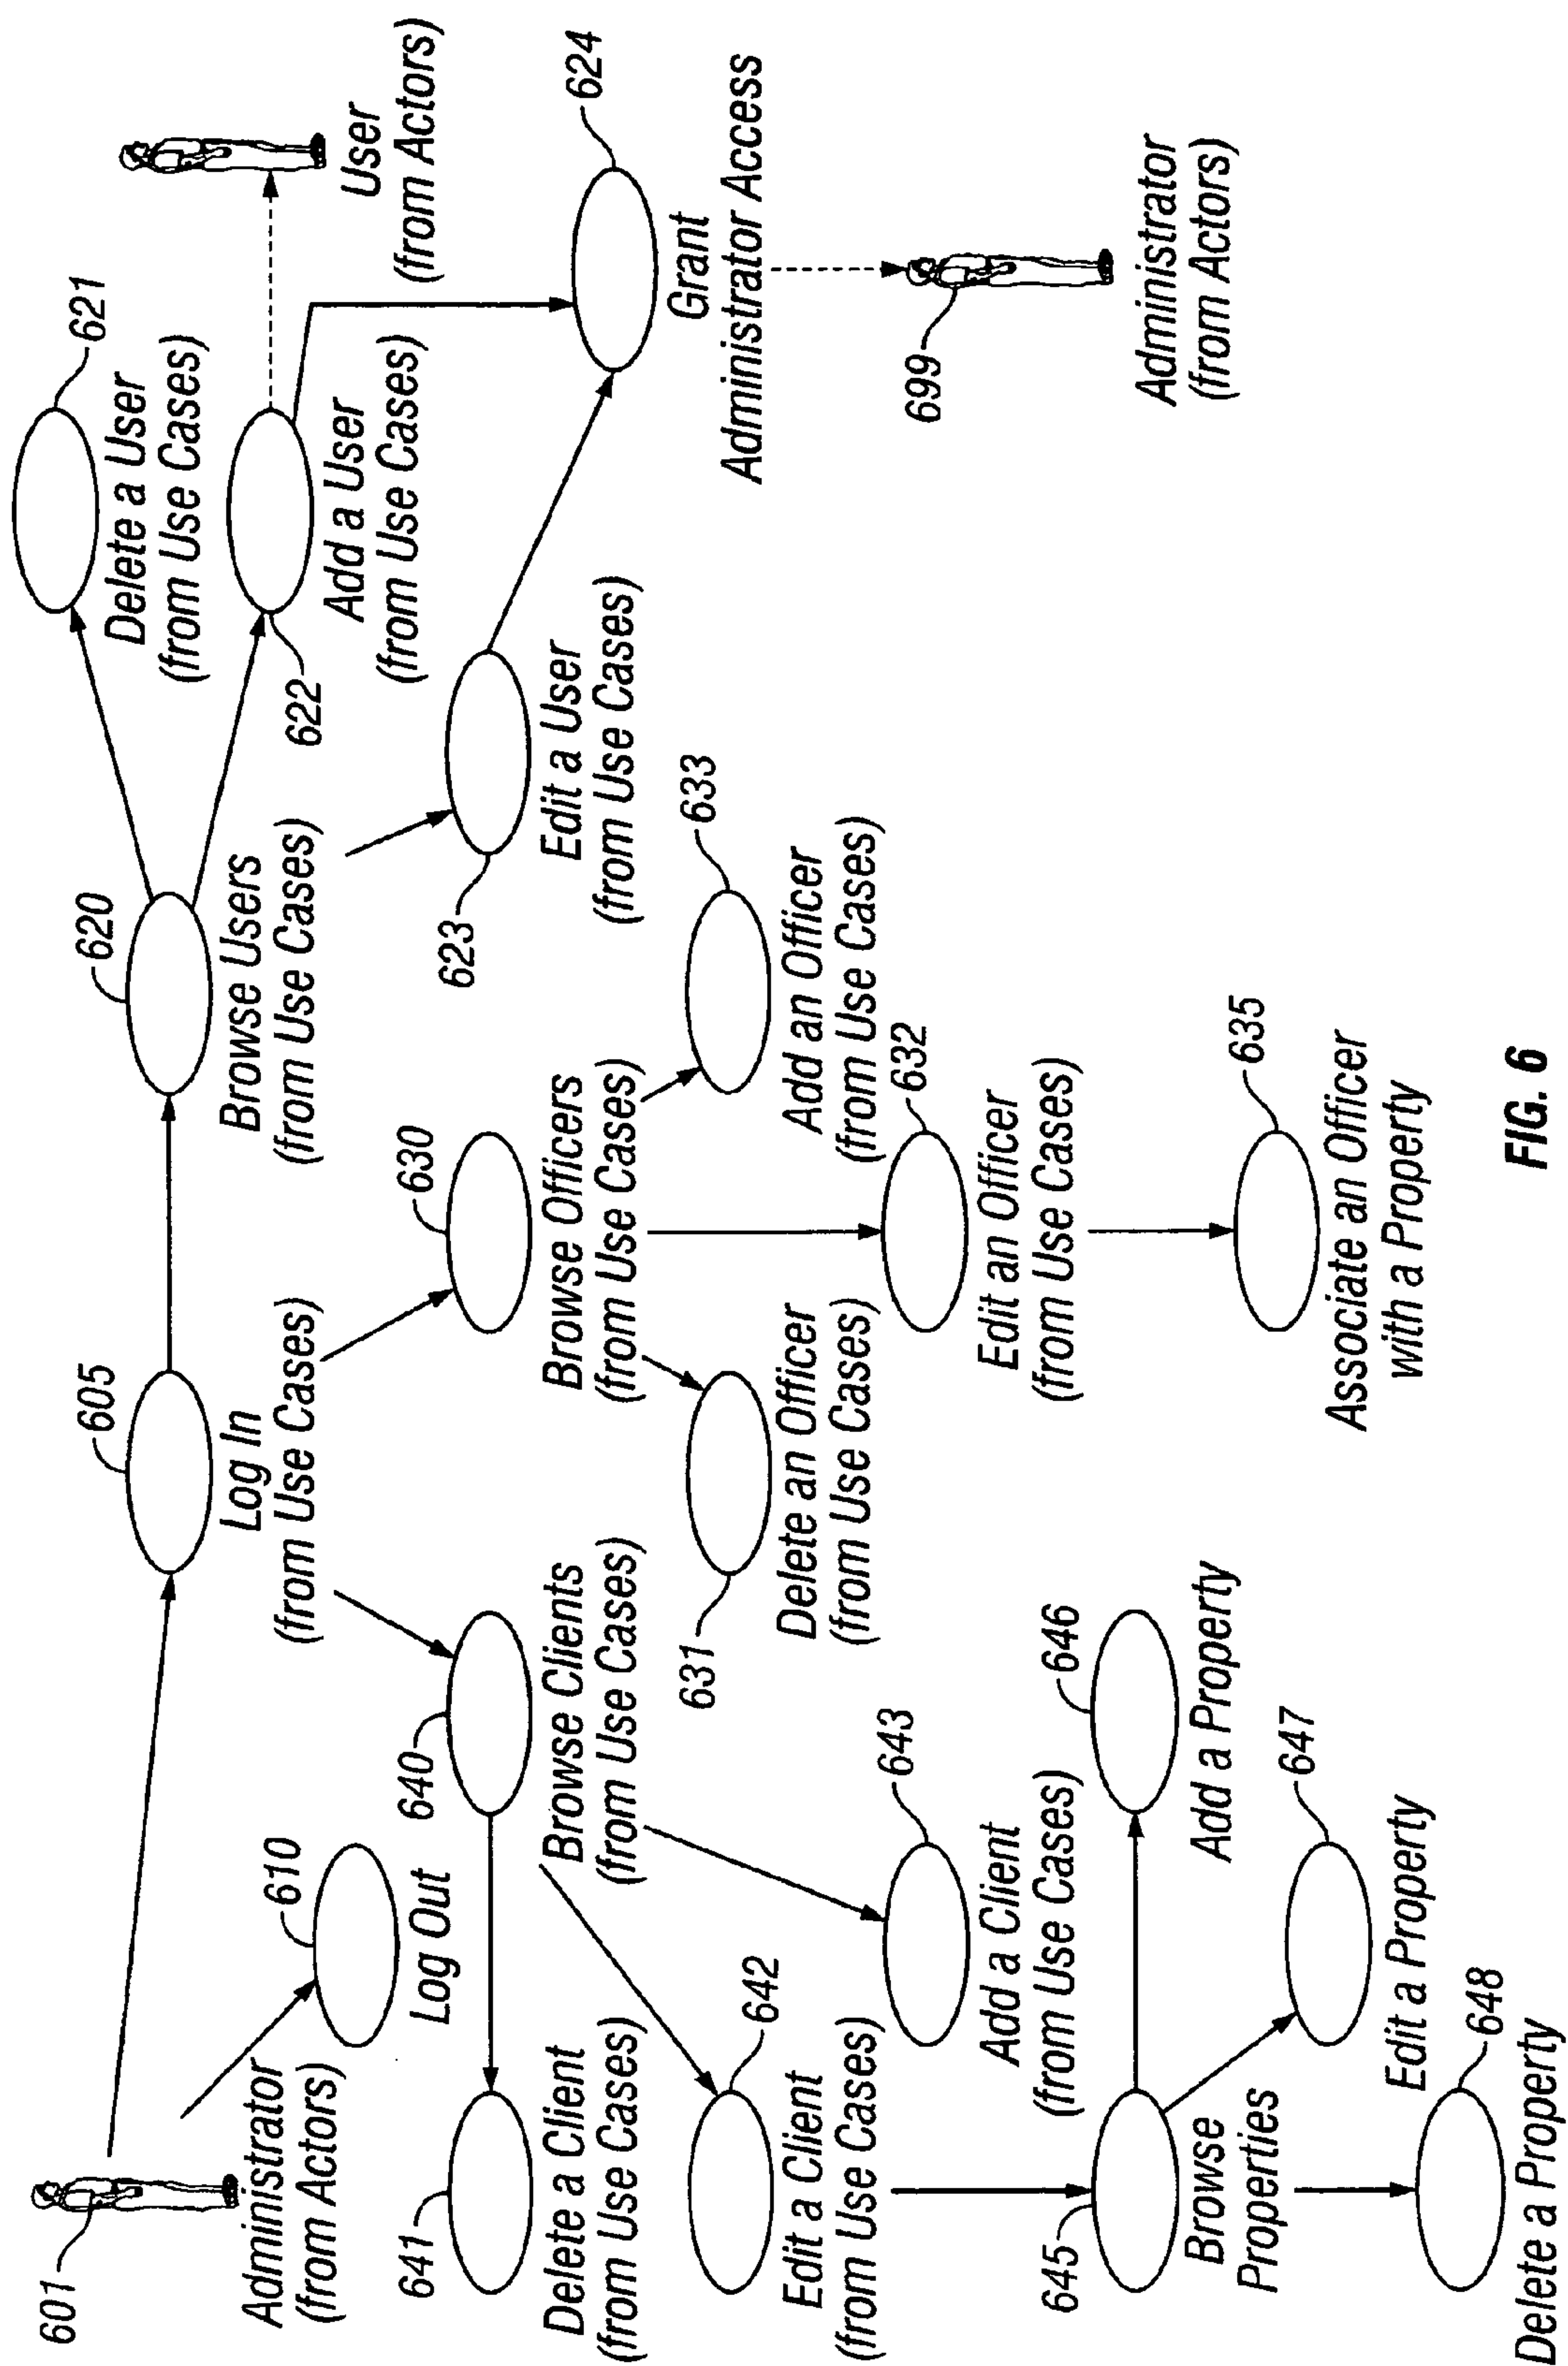 601
Administrator
(from Actors)
610
Log Out
605
Log In
(from Use Cases)
620
Browse Users
(from Use Cases)
621
Delete a User
(from Use Cases)
622
Add a User
(from Use Cases)
User
(from Actors)
623
Edit a User
(from Use Cases)
624
Grant
Administrator Access
699
Administrator
(from Actors)
630
Browse Officers
(from Use Cases)
631
Delete an Officer
(from Use Cases)
633
Add an Officer
(from Use Cases)
632
Edit an Officer
(from Use Cases)
635
Associate an Officer
with a Property
640
Browse Clients
(from Use Cases)
641
Delete a Client
(from Use Cases)
642
Edit a Client
(from Use Cases)
643
Add a Client
(from Use Cases)
645
Browse
Properties
646
Add a Property
647
Edit a Property
648
Delete a Property
FIG. 6